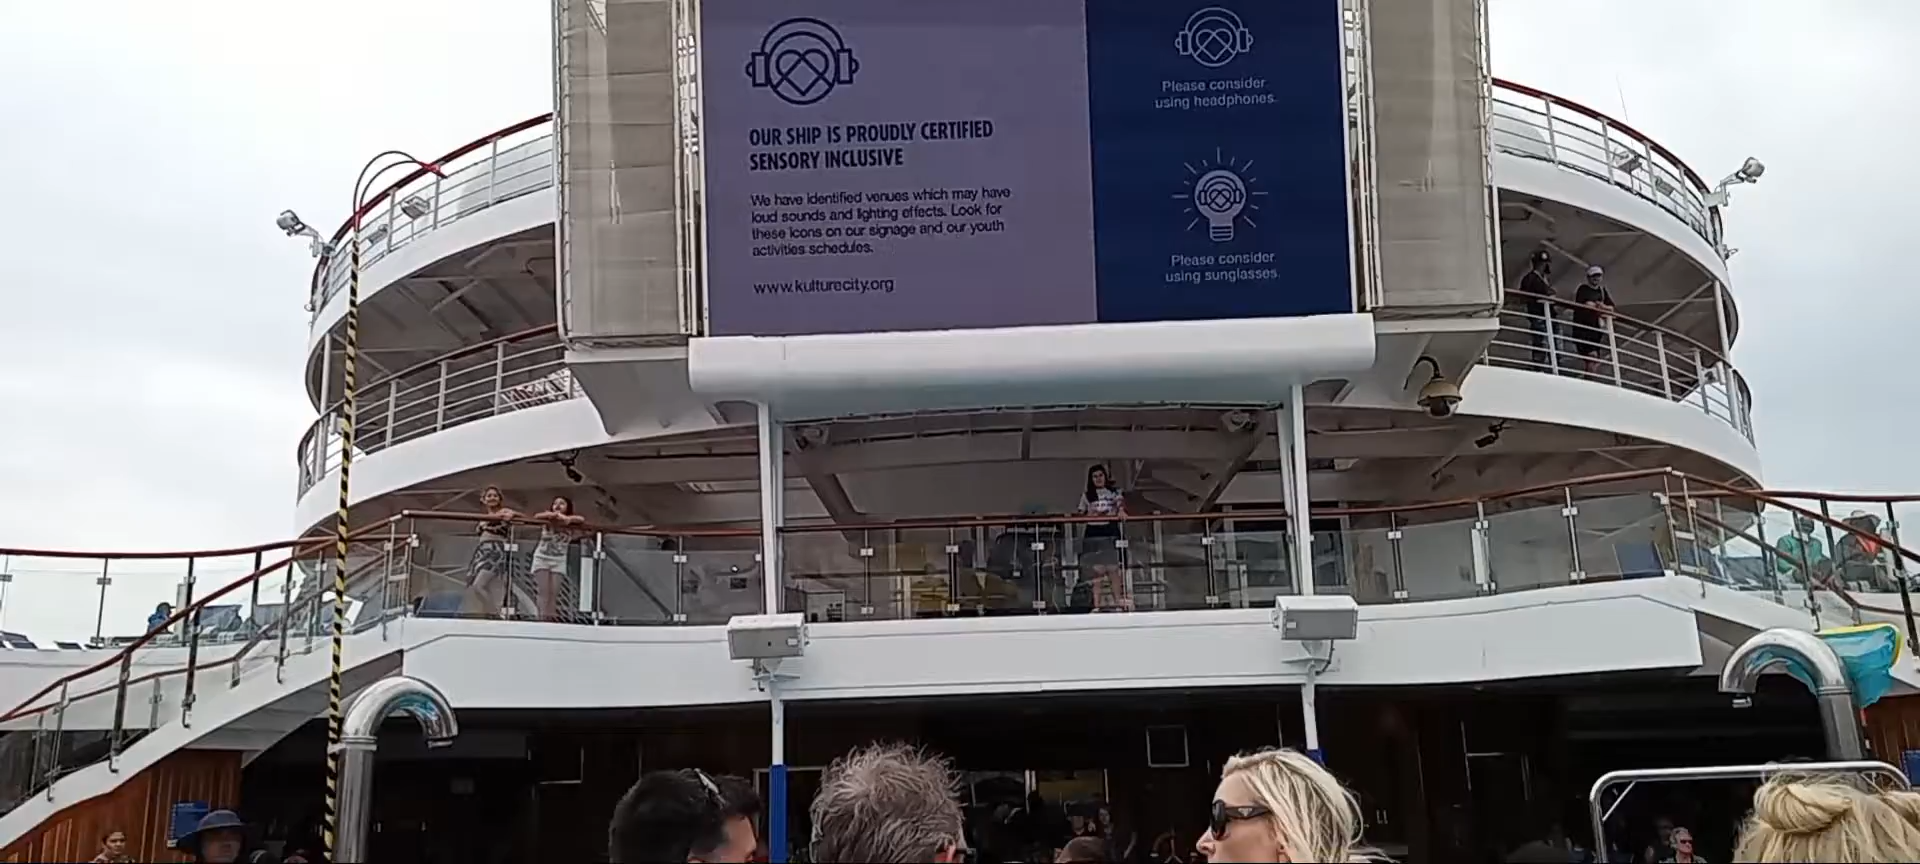 OUR SHIP IS PROUDLY CERTIFIED
SENSORY INCLUSIVE
We have identified venues which may have
loud sounds and lighting effects. Look for
these icons on our signage and our youth
activities schedules.
www.kulturecity.org
Please consider
using headphones.
Please consider
using sunglasses.